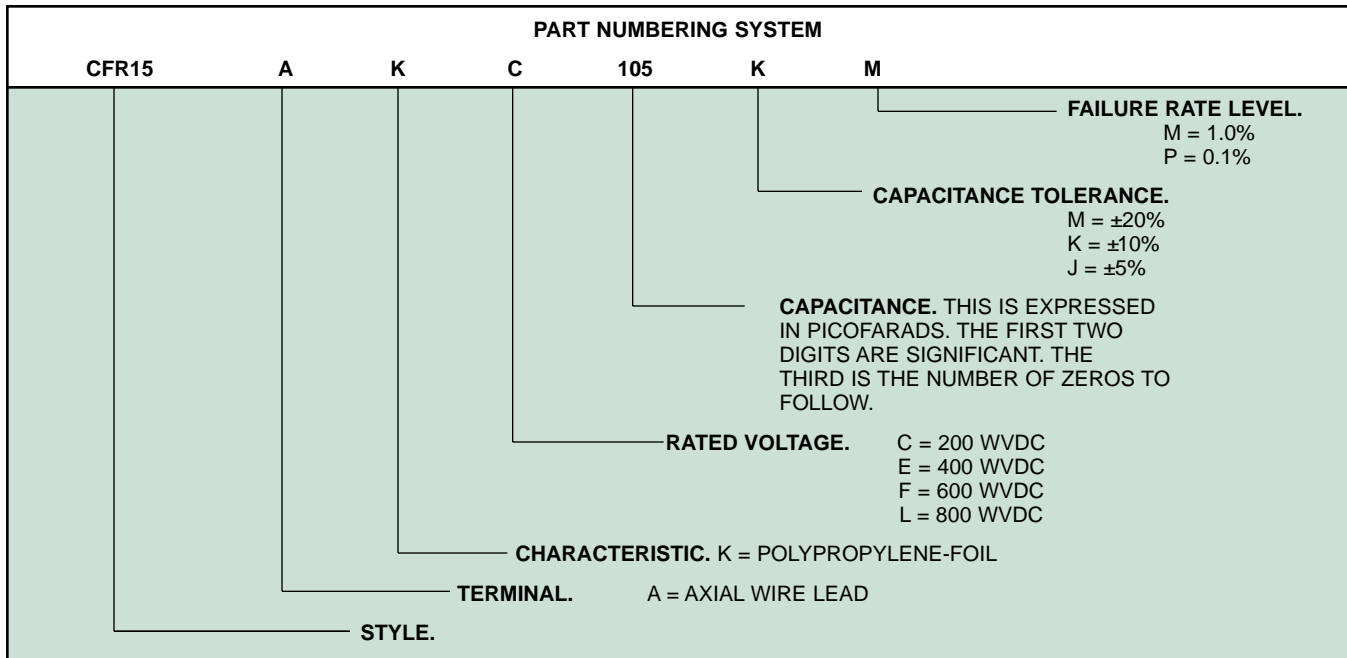 PART NUMBERING SYSTEM
CFR15 A K C 105 K M
FAILURE RATE LEVEL.
M = 1.0%
P = 0.1%
CAPACITANCE TOLERANCE.
M = ±20%
K = ±10%
J = ±5%
CAPACITANCE. THIS IS EXPRESSED
IN PICOFARADS. THE FIRST TWO
DIGITS ARE SIGNIFICANT. THE
THIRD IS THE NUMBER OF ZEROS TO
FOLLOW.
RATED VOLTAGE. C = 200 WVDC
E = 400 WVDC
F = 600 WVDC
L = 800 WVDC
CHARACTERISTIC. K = POLYPROPYLENE-FOIL
TERMINAL. A = AXIAL WIRE LEAD
STYLE.